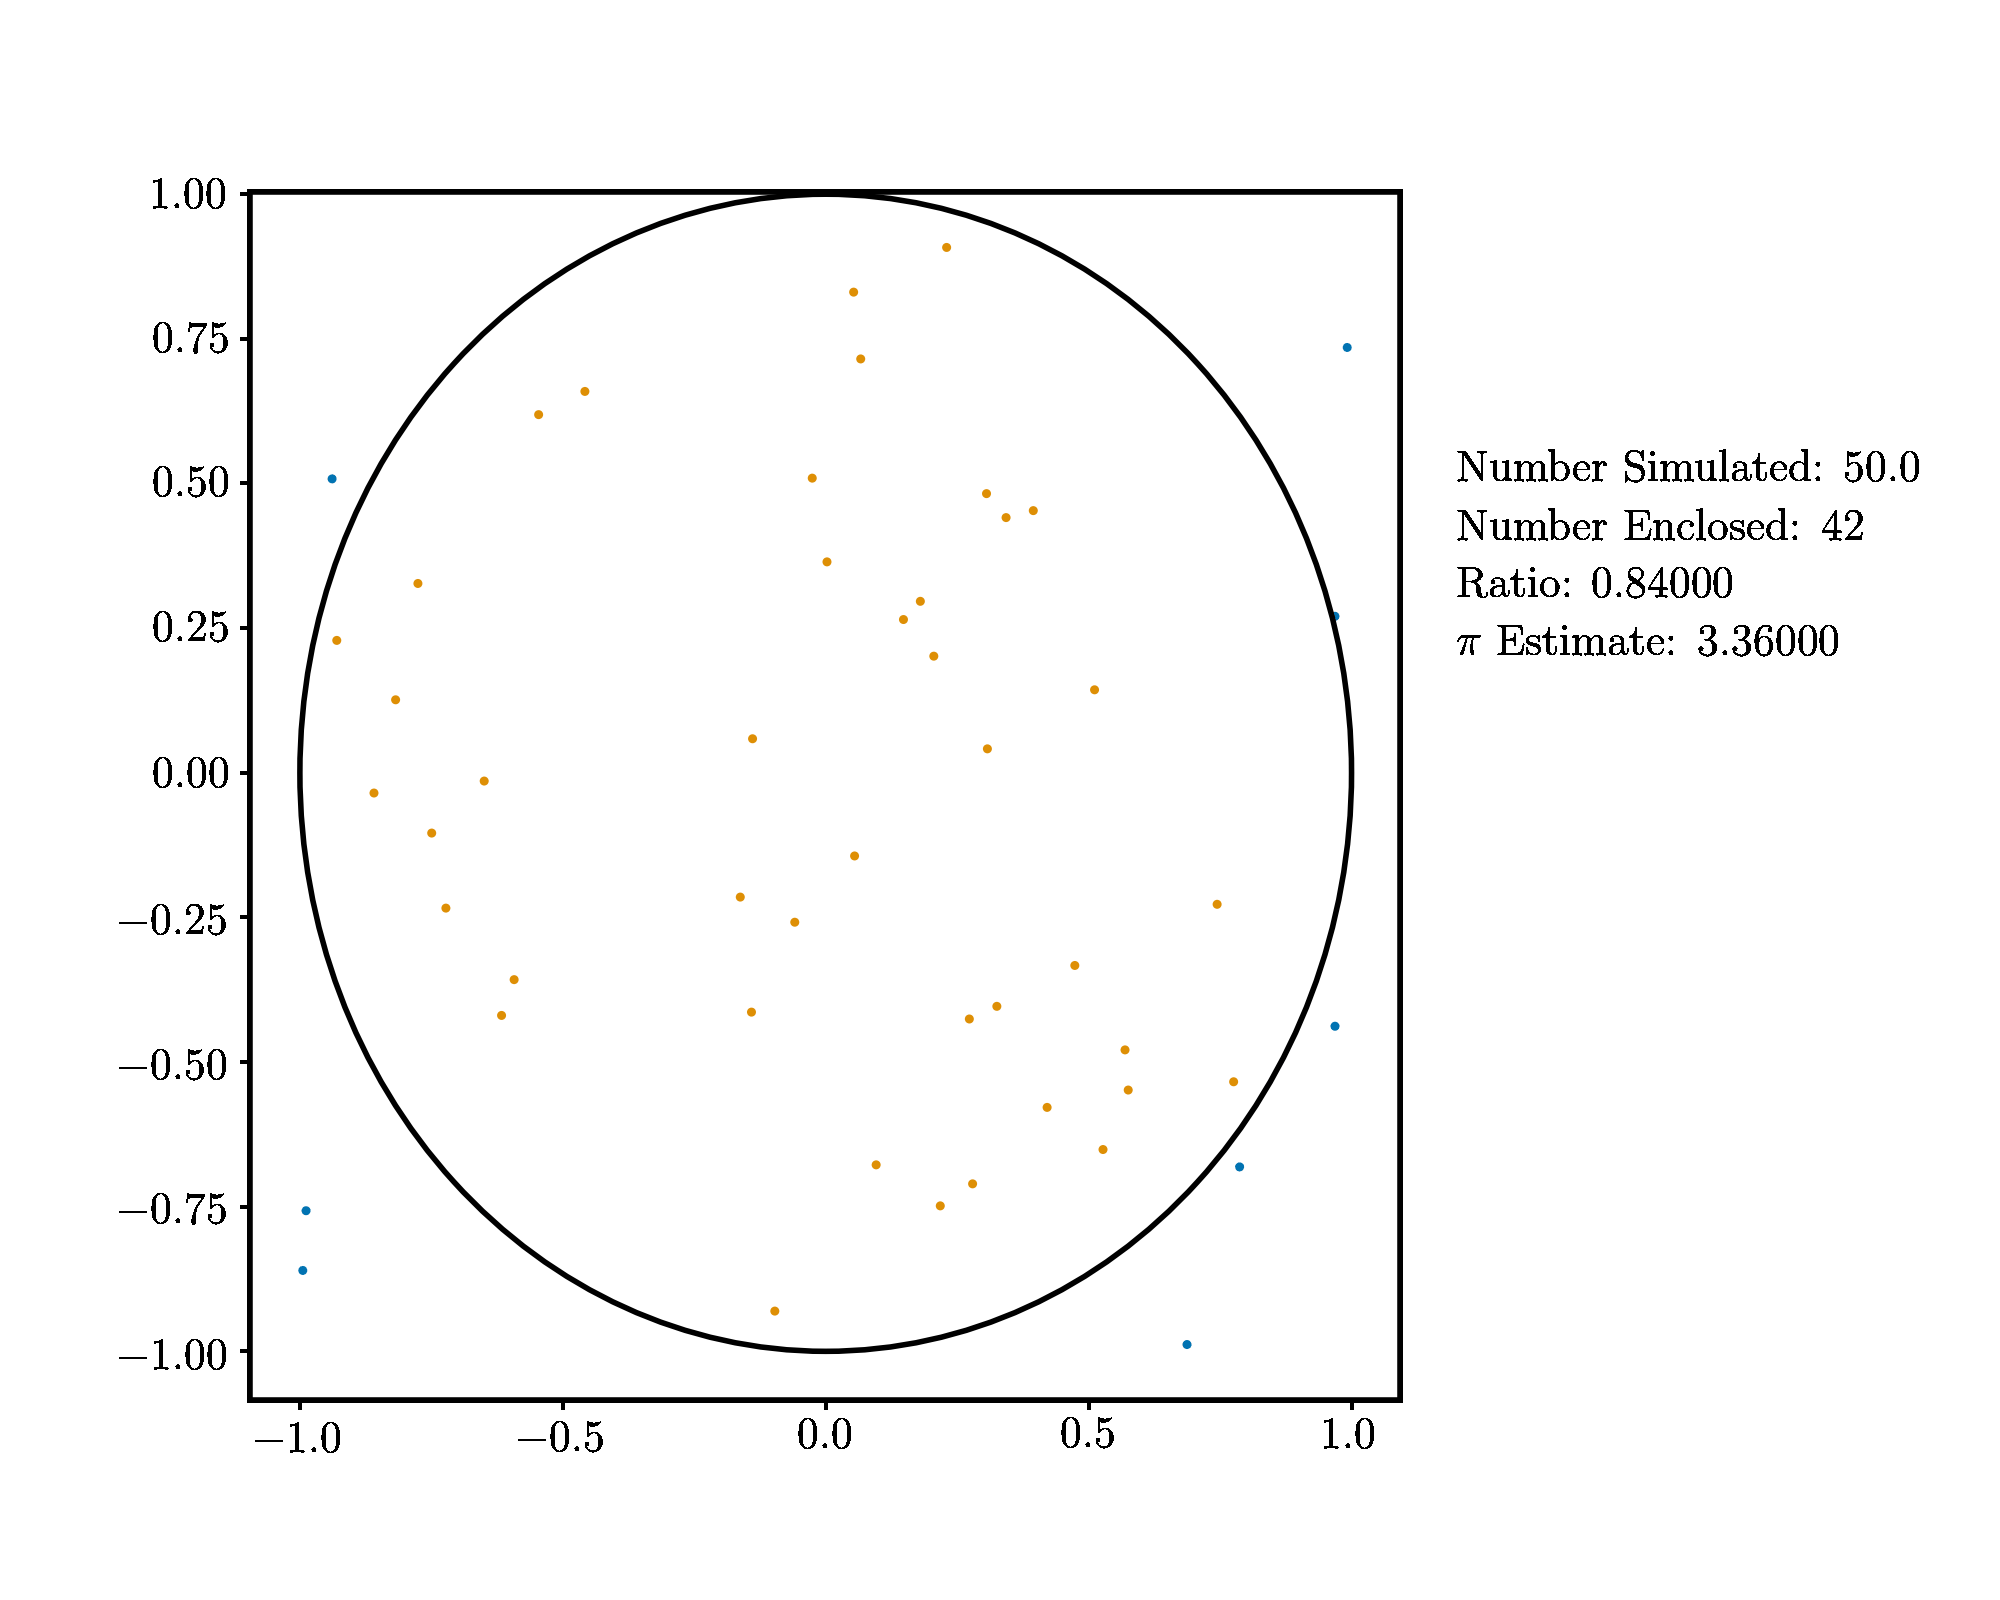 1.00
0.75
0.50
0.25
0.00
−0.25
−0.50
−0.75
−1.00
−1.0 −0.5 0.0 0.5 1.0
Number Simulated: 50.0
Number Enclosed: 42
Ratio: 0.84000
π Estimate: 3.36000